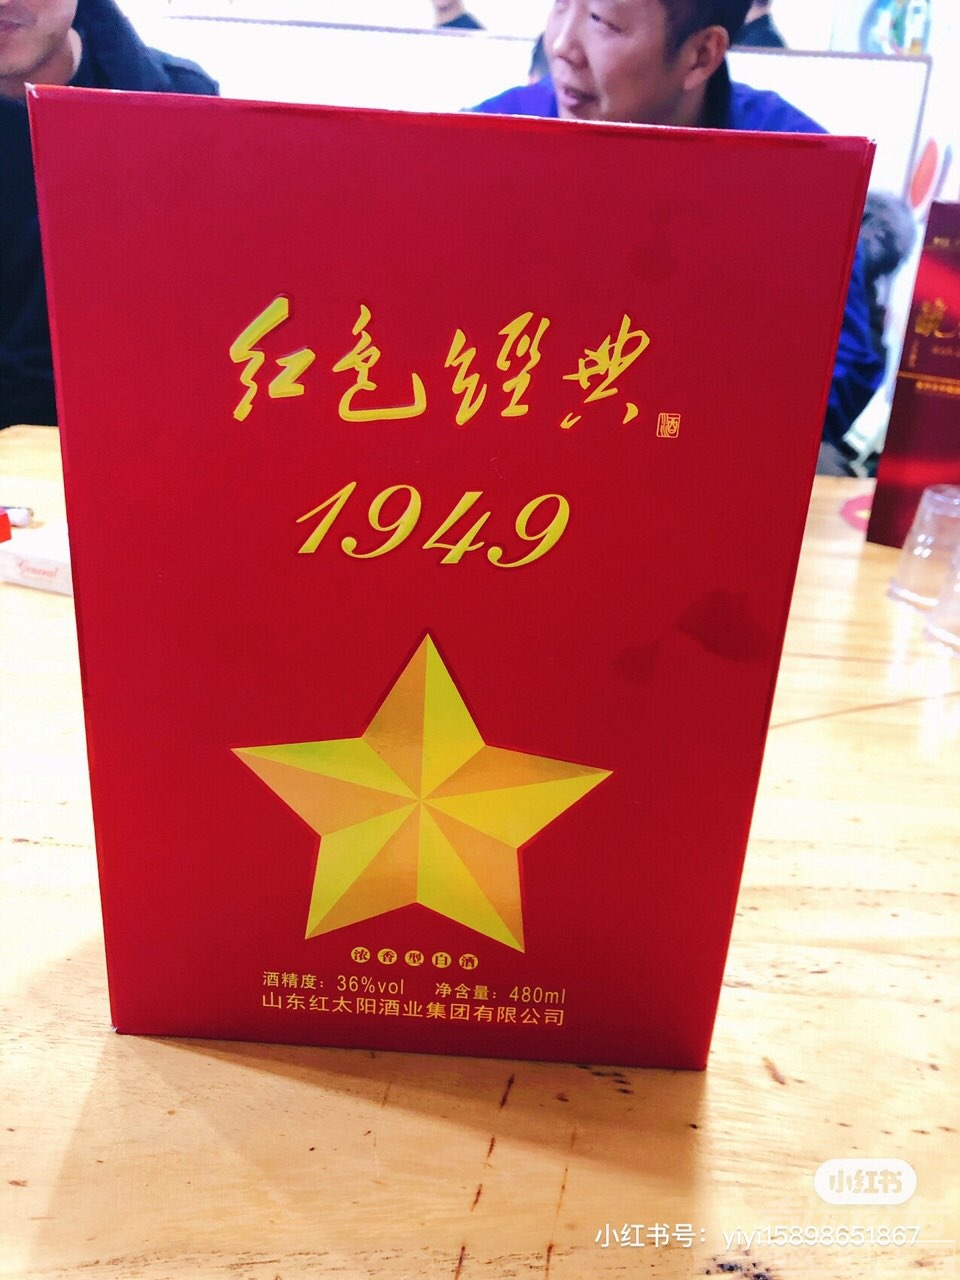 红色經典
酒
1949
浓香型白酒
酒精度：36%vol 净含量：480ml
山东红太阳酒业集团有限公司
General
小红书
小红书号：yiyi15898651867